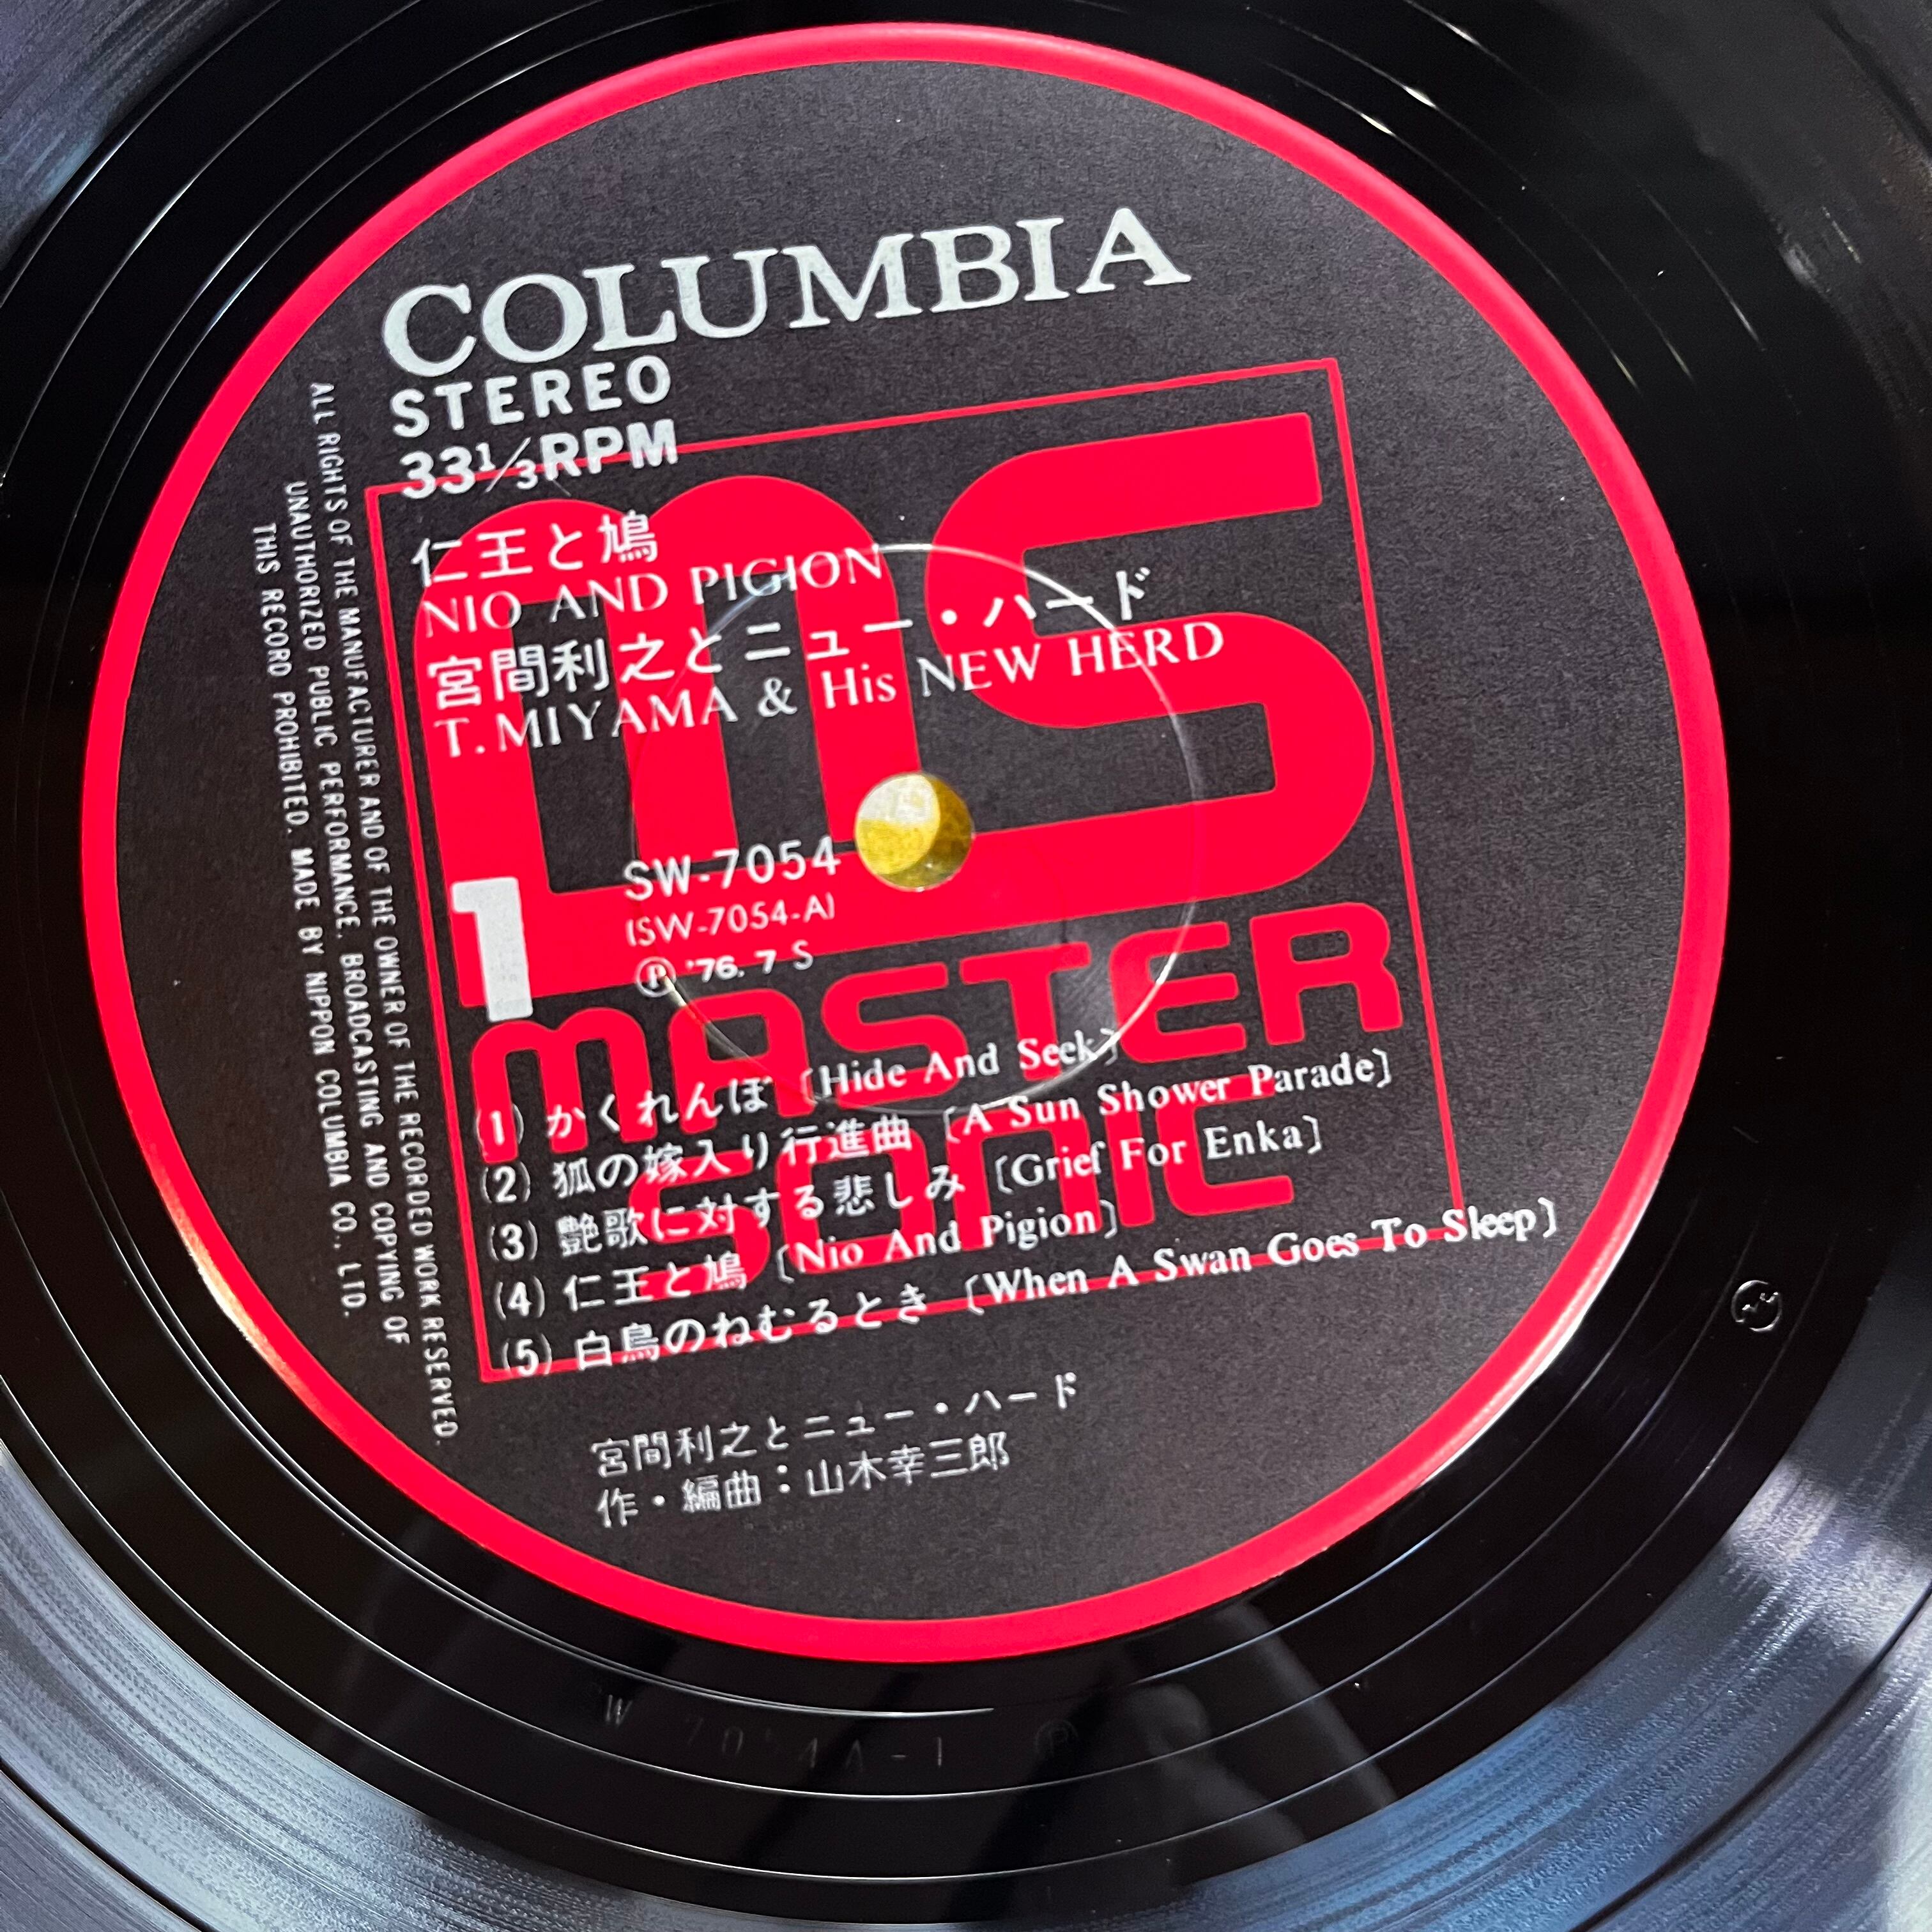 COLUMBIA
STEREO
33⅓RPM
仁王と鳩
NIO AND PIGION
宮間利之とニュー・ハード
T.MIYAMA & His NEW HERD
ms
MASTER
SONIC
1
SW-7054
(SW-7054-A)
Ⓟ '76. 7 S
(1) かくれんぼ〔Hide And Seek〕
(2) 狐の嫁入り行進曲〔A Sun Shower Parade〕
(3) 艶歌に対する悲しみ〔Grief For Enka〕
(4) 仁王と鳩〔Nio And Pigion〕
(5) 白鳥のねむるとき〔When A Swan Goes To Sleep〕
宮間利之とニュー・ハード
作・編曲：山木幸三郎
ALL RIGHTS OF THE MANUFACTURER AND OF THE OWNER OF THE RECORDED WORK RESERVED.
UNAUTHORIZED PUBLIC PERFORMANCE. BROADCASTING AND COPYING OF
THIS RECORD PROHIBITED. MADE BY NIPPON COLUMBIA CO., LTD.